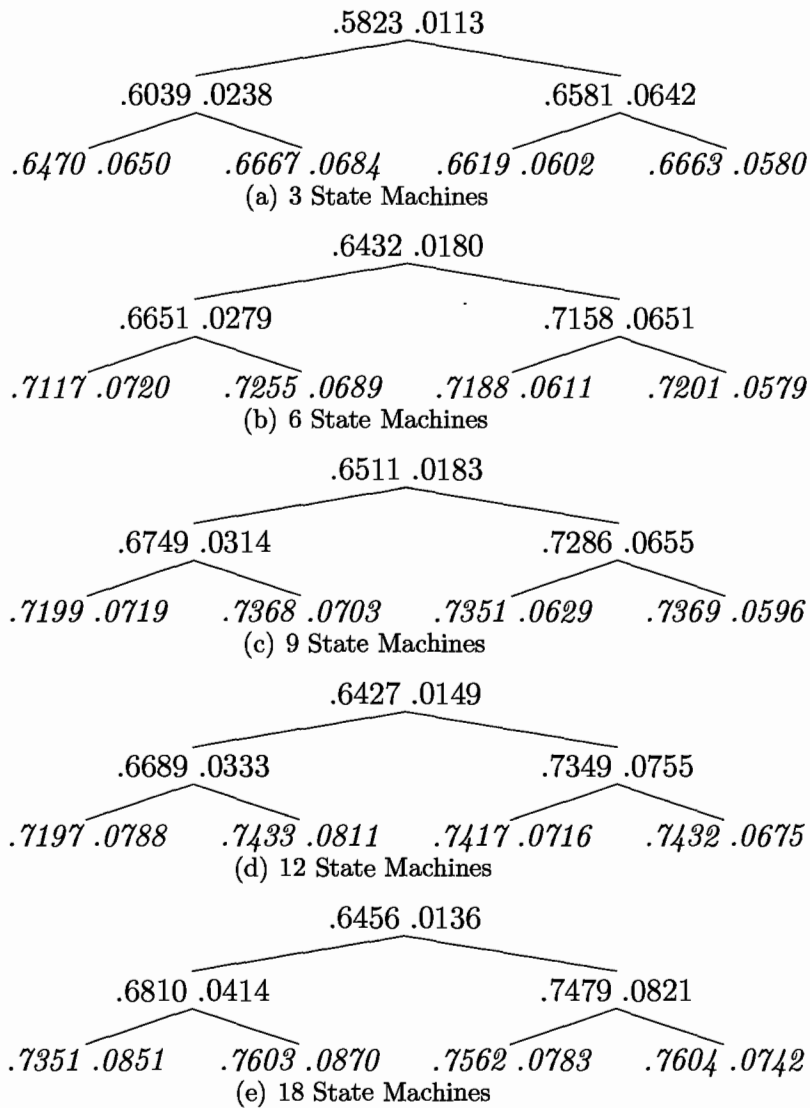 .5823 .0113
.6039 .0238 .6581 .0642
.6470 .0650 .6667 .0684 .6619 .0602 .6663 .0580
(a) 3 State Machines
.6432 .0180
.6651 .0279 .7158 .0651
.7117 .0720 .7255 .0689 .7188 .0611 .7201 .0579
(b) 6 State Machines
.6511 .0183
.6749 .0314 .7286 .0655
.7199 .0719 .7368 .0703 .7351 .0629 .7369 .0596
(c) 9 State Machines
.6427 .0149
.6689 .0333 .7349 .0755
.7197 .0788 .7433 .0811 .7417 .0716 .7432 .0675
(d) 12 State Machines
.6456 .0136
.6810 .0414 .7479 .0821
.7351 .0851 .7603 .0870 .7562 .0783 .7604 .0742
(e) 18 State Machines